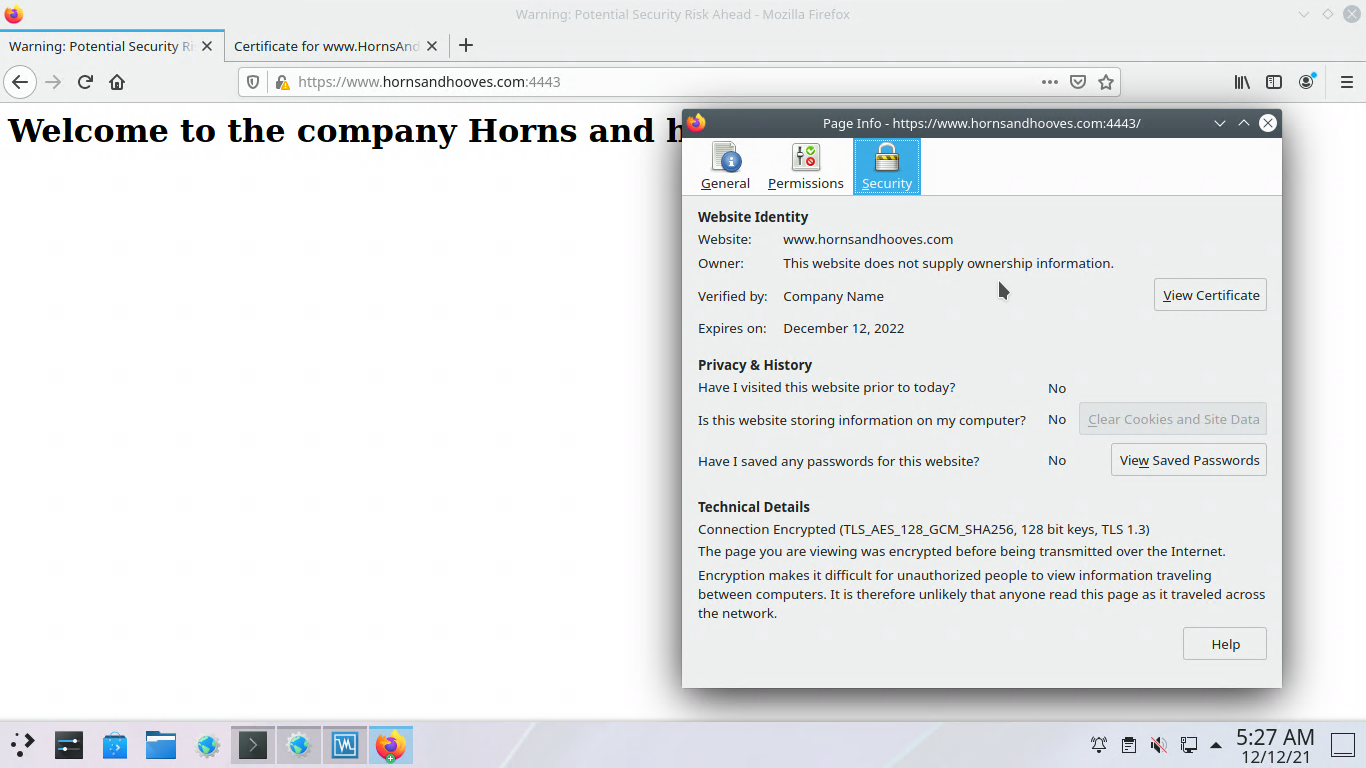 Warning: Potential Security Risk Ahead - Mozilla Firefox
Warning: Potential Security Ri
Certificate for www.HornsAnd
https://www.hornsandhooves.com:4443
Welcome to the company Horns and h
Page Info - https://www.hornsandhooves.com:4443/
General Permissions Security
Website Identity
Website: www.hornsandhooves.com
Owner: This website does not supply ownership information.
Verified by: Company Name View Certificate
Expires on: December 12, 2022
Privacy & History
Have I visited this website prior to today? No
Is this website storing information on my computer? No Clear Cookies and Site Data
Have I saved any passwords for this website? No View Saved Passwords
Technical Details
Connection Encrypted (TLS_AES_128_GCM_SHA256, 128 bit keys, TLS 1.3)
The page you are viewing was encrypted before being transmitted over the Internet.
Encryption makes it difficult for unauthorized people to view information traveling
between computers. It is therefore unlikely that anyone read this page as it traveled across
the network.
Help
5:27 AM
12/12/21